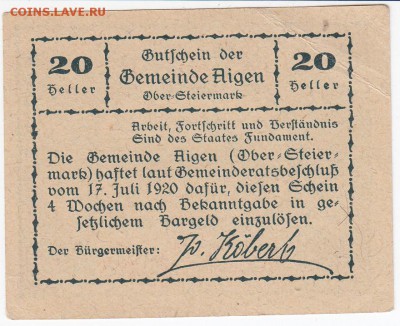 COINS.LAVE.RU
20 Heller
Gutschein der
Gemeinde Aigen
Ober-Steiermark
20 Heller
Arbeit, Fortschritt und Verständnis
Sind des Staates Fundament.
Die Gemeinde Aigen (Ober-Steier-
mark) haftet laut Gemeinderatsbeschluß
vom 17. Juli 1920 dafür, diesen Schein
4 Wochen nach Bekanntgabe in ge-
setzlichem Bargeld einzulösen.
Der Bürgermeister: